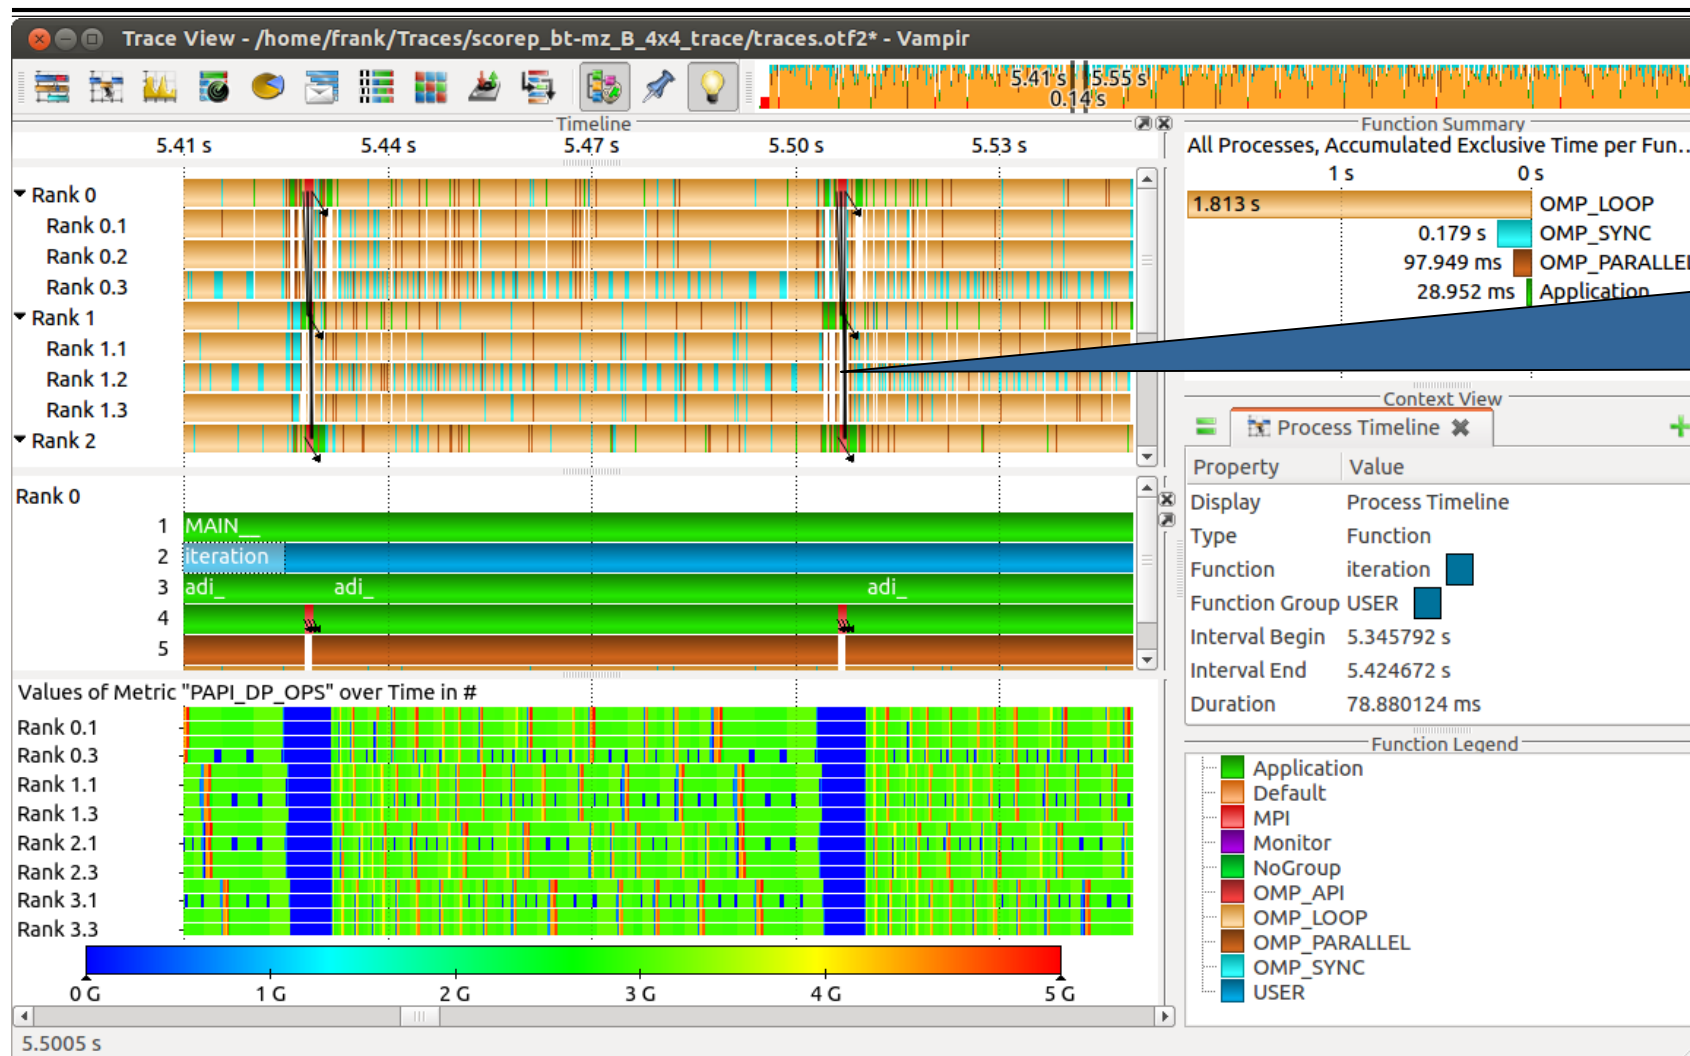 Trace View - /home/frank/Traces/scorep_bt-mz_B_4x4_trace/traces.otf2* - Vampir
5.41 s 5.55 s
0.14 s
Timeline
5.41 s 5.44 s 5.47 s 5.50 s 5.53 s
Rank 0
Rank 0.1
Rank 0.2
Rank 0.3
Rank 1
Rank 1.1
Rank 1.2
Rank 1.3
Rank 2
Rank 0
1 MAIN__
2 iteration
3 adi_ adi_ adi_
4
5
Values of Metric "PAPI_DP_OPS" over Time in #
Rank 0.1
Rank 0.3
Rank 1.1
Rank 1.3
Rank 2.1
Rank 2.3
Rank 3.1
Rank 3.3
0 G 1 G 2 G 3 G 4 G 5 G
5.5005 s
Function Summary
All Processes, Accumulated Exclusive Time per Fun...
1 s 0 s
1.813 s OMP_LOOP
0.179 s OMP_SYNC
97.949 ms OMP_PARALLEL
28.952 ms Application
Context View
Process Timeline
Property Value
Display Process Timeline
Type Function
Function iteration
Function Group USER
Interval Begin 5.345792 s
Interval End 5.424672 s
Duration 78.880124 ms
Function Legend
Application
Default
MPI
Monitor
NoGroup
OMP_API
OMP_LOOP
OMP_PARALLEL
OMP_SYNC
USER